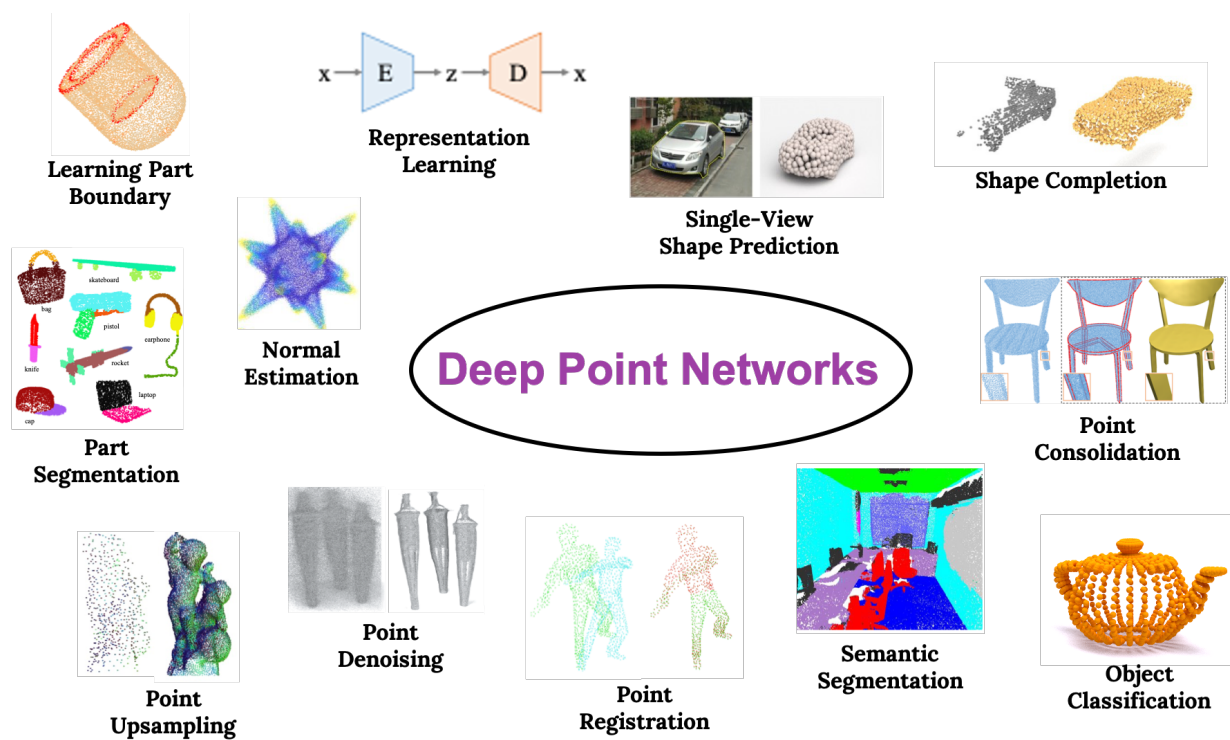 x
E
z
D
x
Representation
Learning
Learning Part
Boundary
Single-View
Shape Prediction
Shape Completion
skateboard
bag
pistol
earphone
knife
rocket
laptop
cap
Part
Segmentation
Normal
Estimation
Deep Point Networks
Point
Consolidation
Point
Upsampling
Point
Denoising
Point
Registration
Semantic
Segmentation
Object
Classification